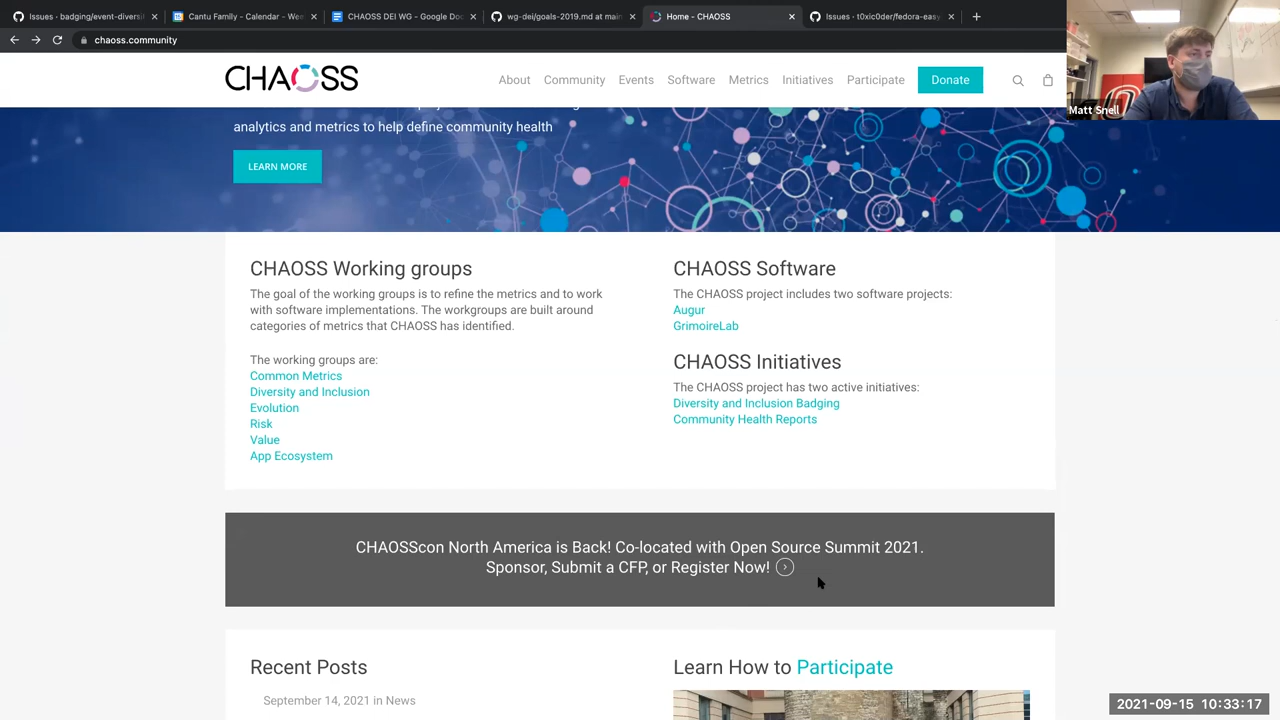 Issues · badging/event-diversi
Cantu Family - Calendar - Wee
CHAOSS DEI WG - Google Doc
wg-dei/goals-2019.md at main
Home - CHAOSS
Issues · t0xic0der/fedora-easy
chaoss.community
CHAOSS
About
Community
Events
Software
Metrics
Initiatives
Participate
Donate
Matt Snell
analytics and metrics to help define community health
LEARN MORE
CHAOSS Working groups
The goal of the working groups is to refine the metrics and to work
with software implementations. The workgroups are built around
categories of metrics that CHAOSS has identified.
The working groups are:
Common Metrics
Diversity and Inclusion
Evolution
Risk
Value
App Ecosystem
CHAOSS Software
The CHAOSS project includes two software projects:
Augur
GrimoireLab
CHAOSS Initiatives
The CHAOSS project has two active initiatives:
Diversity and Inclusion Badging
Community Health Reports
CHAOSScon North America is Back! Co-located with Open Source Summit 2021.
Sponsor, Submit a CFP, or Register Now!
Recent Posts
September 14, 2021 in News
Learn How to Participate
2021-09-15 10:33:17